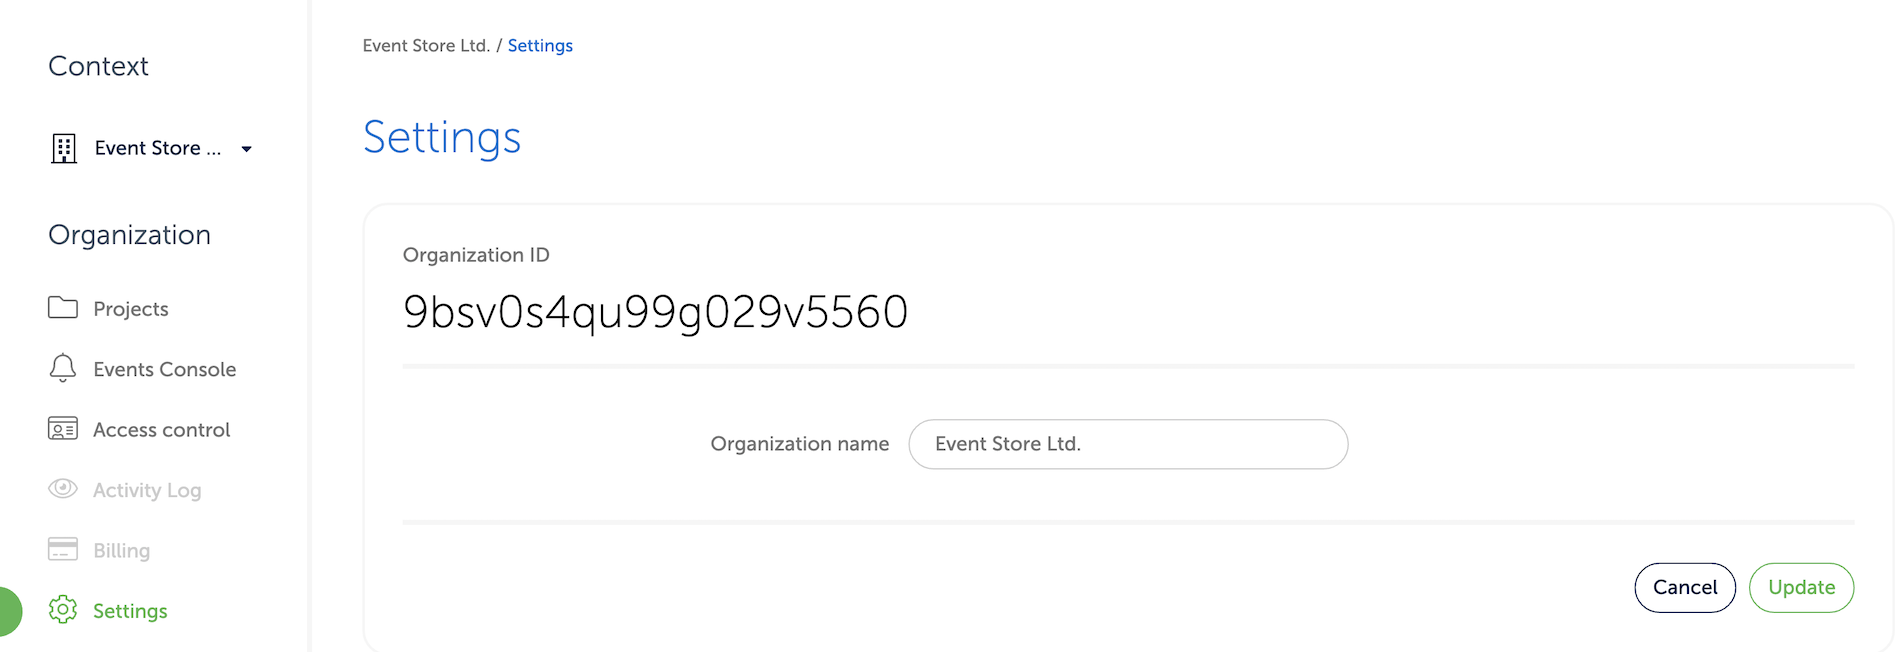 Context
Event Store ...
Organization
Projects
Events Console
Access control
Activity Log
Billing
Settings
Event Store Ltd. / Settings
Settings
Organization ID
9bsv0s4qu99g029v5560
Organization name
Event Store Ltd.
Cancel
Update